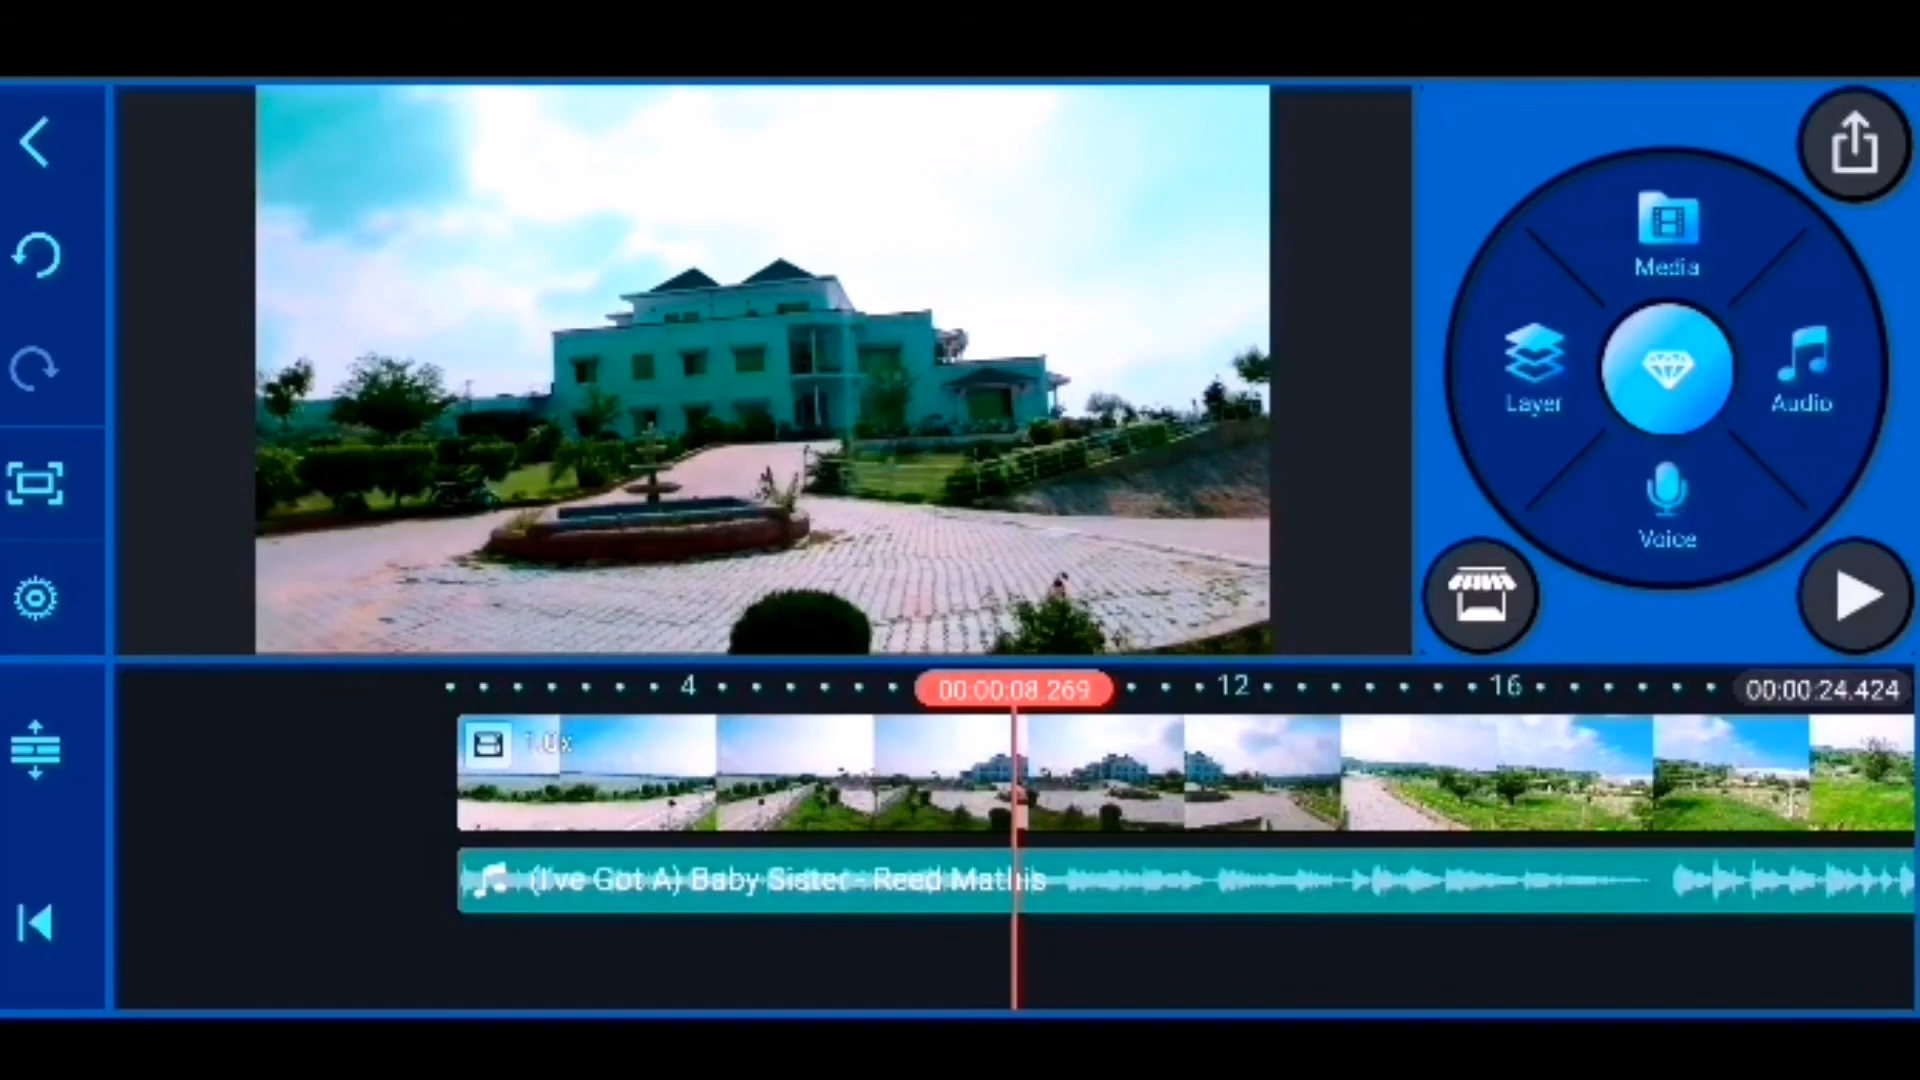 Media
Layer
Audio
Voice
4
00:00:08.269
12
16
00:00:24.424
1.0x
(I've Got A) Baby Sister - Reed Mathis